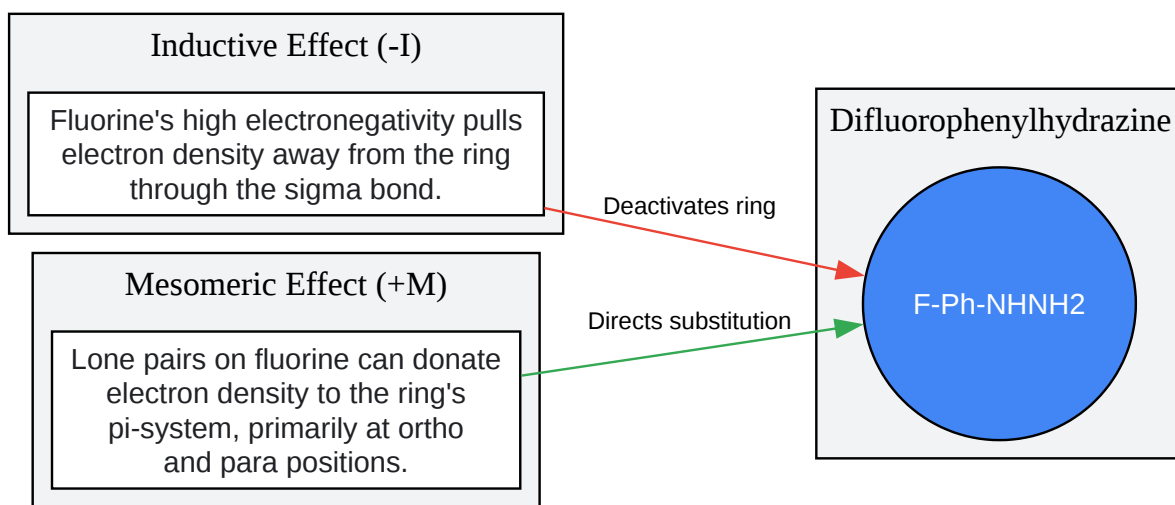 Inductive Effect (-I)
Fluorine's high electronegativity pulls
electron density away from the ring
through the sigma bond.
Deactivates ring
Mesomeric Effect (+M)
Lone pairs on fluorine can donate
electron density to the ring's
pi-system, primarily at ortho
and para positions.
Directs substitution
Difluorophenylhydrazine
F-Ph-NHNH2